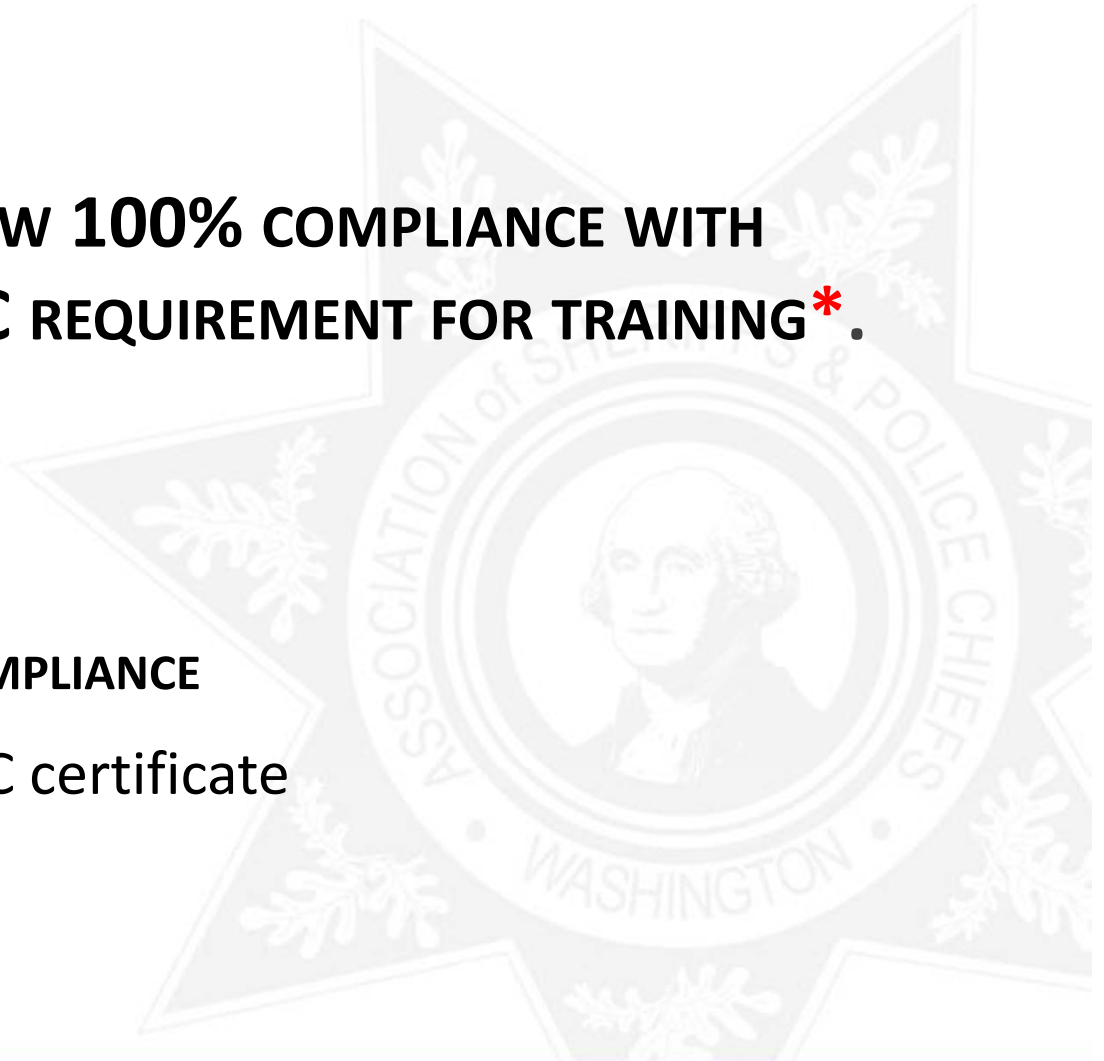 W 100% COMPLIANCE WITH
C REQUIREMENT FOR TRAINING*.
ASSOCIATION of SHERIFFS & POLICE CHIEFS
MPLIANCE
C certificate
• WASHINGTON •